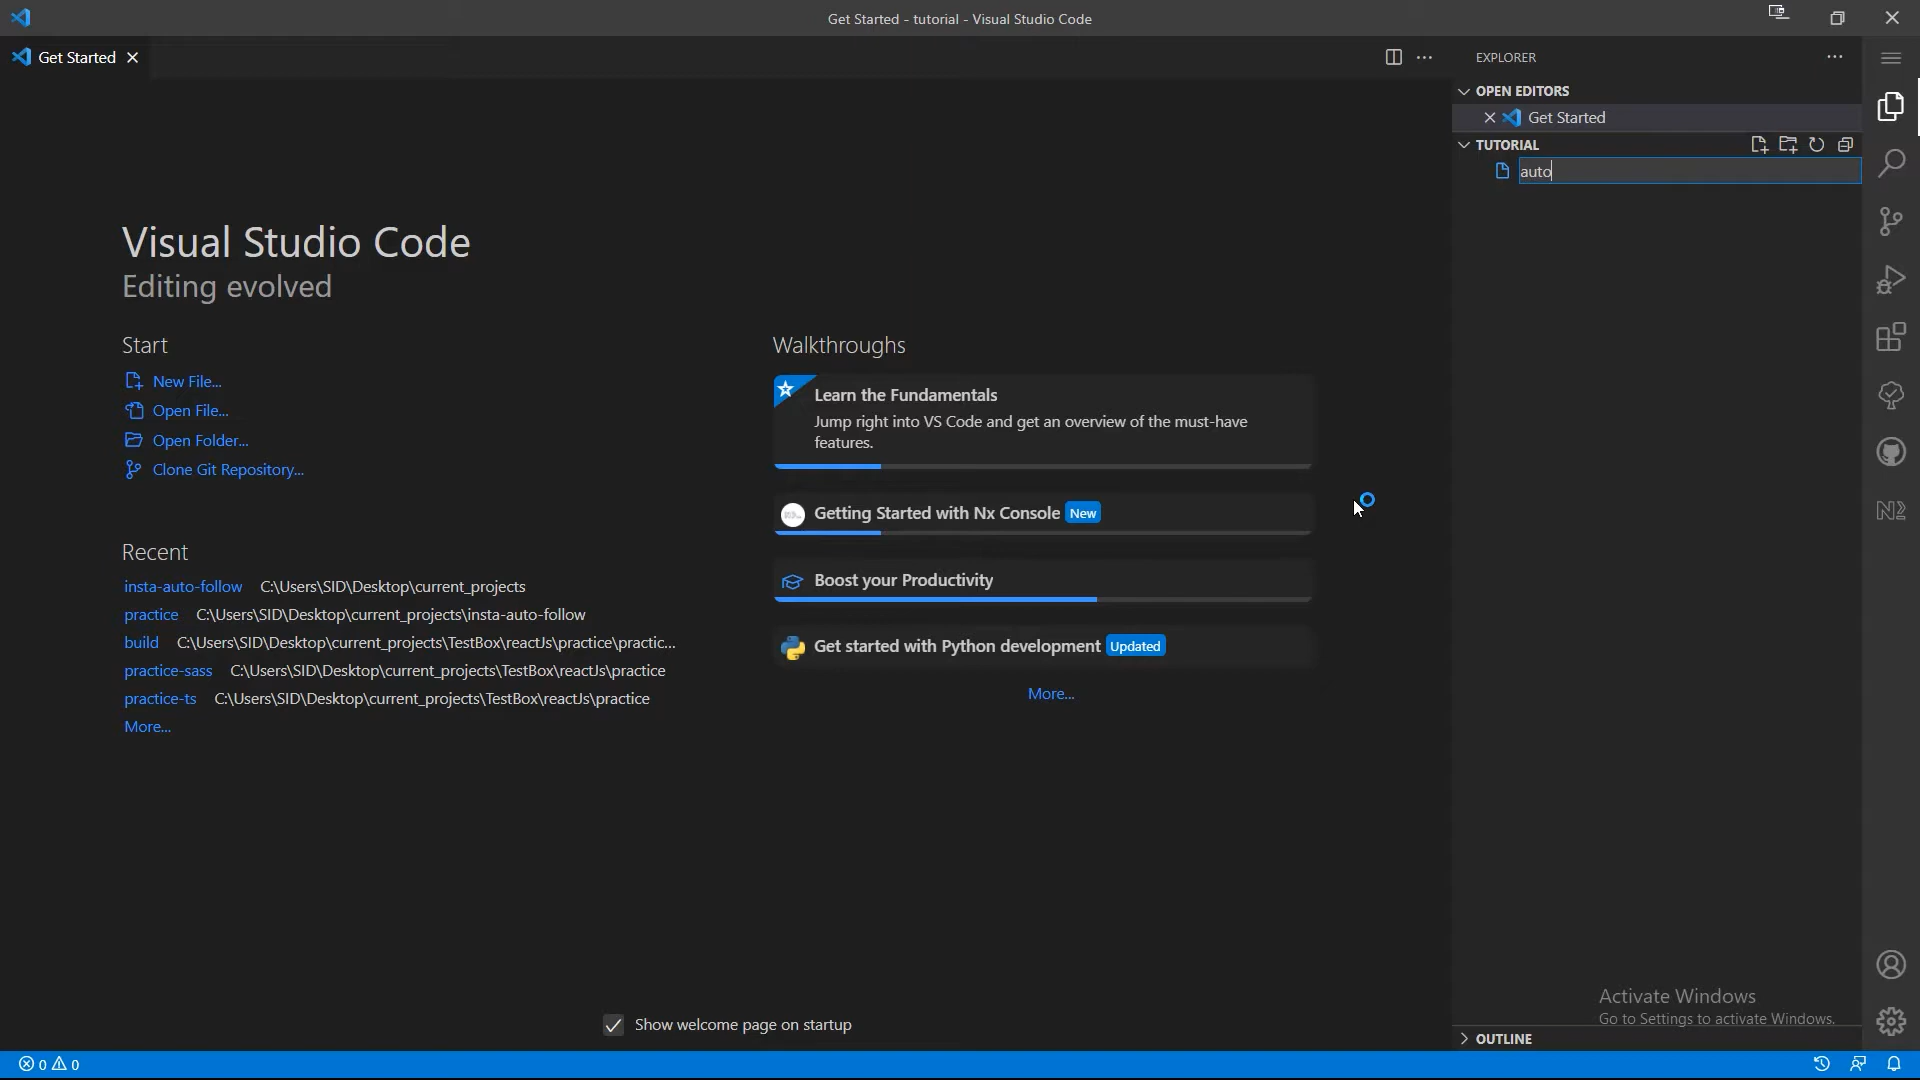 Get Started - tutorial - Visual Studio Code
Get Started
EXPLORER
OPEN EDITORS
Get Started
TUTORIAL
auto
Visual Studio Code
Editing evolved
Start
New File...
Open File...
Open Folder...
Clone Git Repository...
Recent
insta-auto-follow C:\Users\SID\Desktop\current_projects
practice C:\Users\SID\Desktop\current_projects\insta-auto-follow
build C:\Users\SID\Desktop\current_projects\TestBox\reactJs\practice\practic...
practice-sass C:\Users\SID\Desktop\current_projects\TestBox\reactJs\practice
practice-ts C:\Users\SID\Desktop\current_projects\TestBox\reactJs\practice
More...
Walkthroughs
Learn the Fundamentals
Jump right into VS Code and get an overview of the must-have
features.
Getting Started with Nx Console New
Boost your Productivity
Get started with Python development Updated
More...
Show welcome page on startup
Activate Windows
Go to Settings to activate Windows.
OUTLINE
0 0